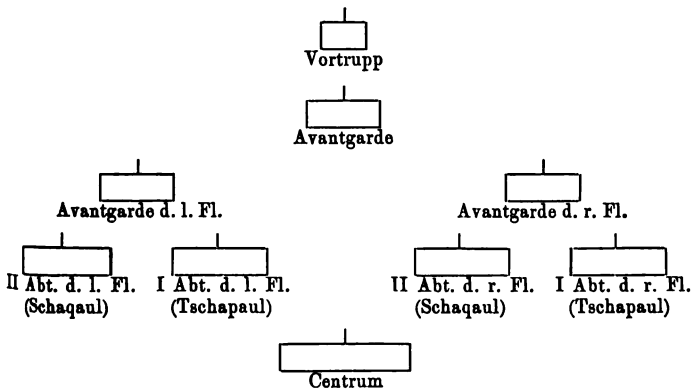 Vortrupp
Avantgarde
Avantgarde d. l. Fl.
Avantgarde d. r. Fl.
II Abt. d. l. Fl.
(Schaqaul)
I Abt. d. l. Fl.
(Tschapaul)
II Abt. d. r. Fl.
(Schaqaul)
I Abt. d. r. Fl.
(Tschapaul)
Centrum